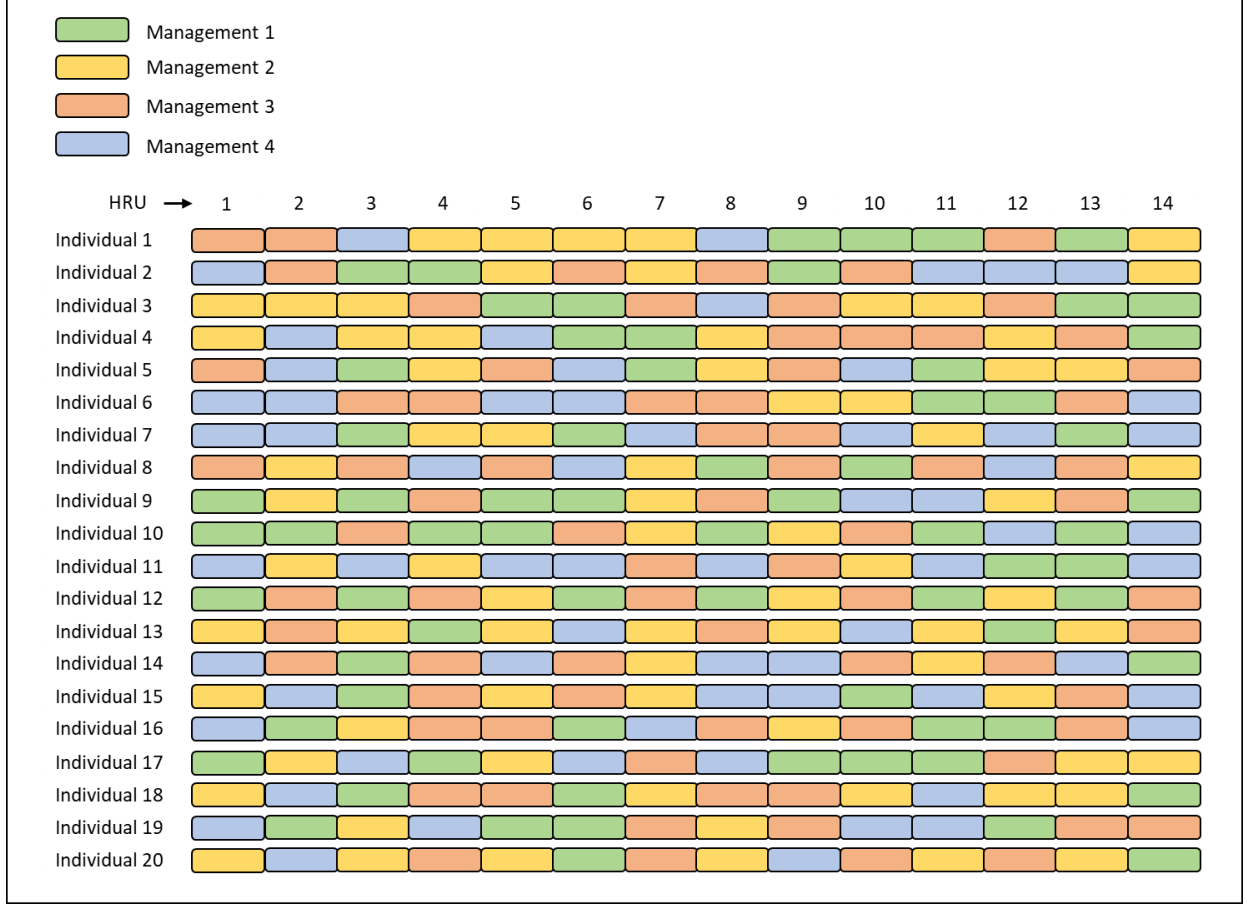 Management 1
Management 2
Management 3
Management 4
HRU 1 2 3 4 5 6 7 8 9 10 11 12 13 14
Individual 1
Individual 2
Individual 3
Individual 4
Individual 5
Individual 6
Individual 7
Individual 8
Individual 9
Individual 10
Individual 11
Individual 12
Individual 13
Individual 14
Individual 15
Individual 16
Individual 17
Individual 18
Individual 19
Individual 20